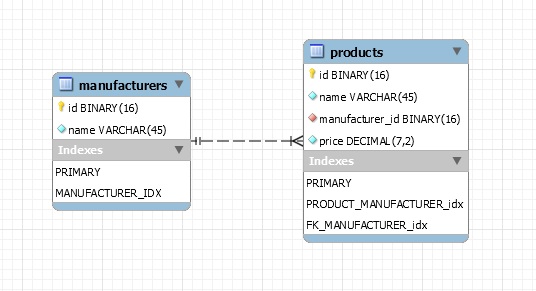 manufacturers
id BINARY(16)
name VARCHAR(45)
Indexes
PRIMARY
MANUFACTURER_IDX
products
id BINARY(16)
name VARCHAR(45)
manufacturer_id BINARY(16)
price DECIMAL(7,2)
Indexes
PRIMARY
PRODUCT_MANUFACTURER_idx
FK_MANUFACTURER_idx